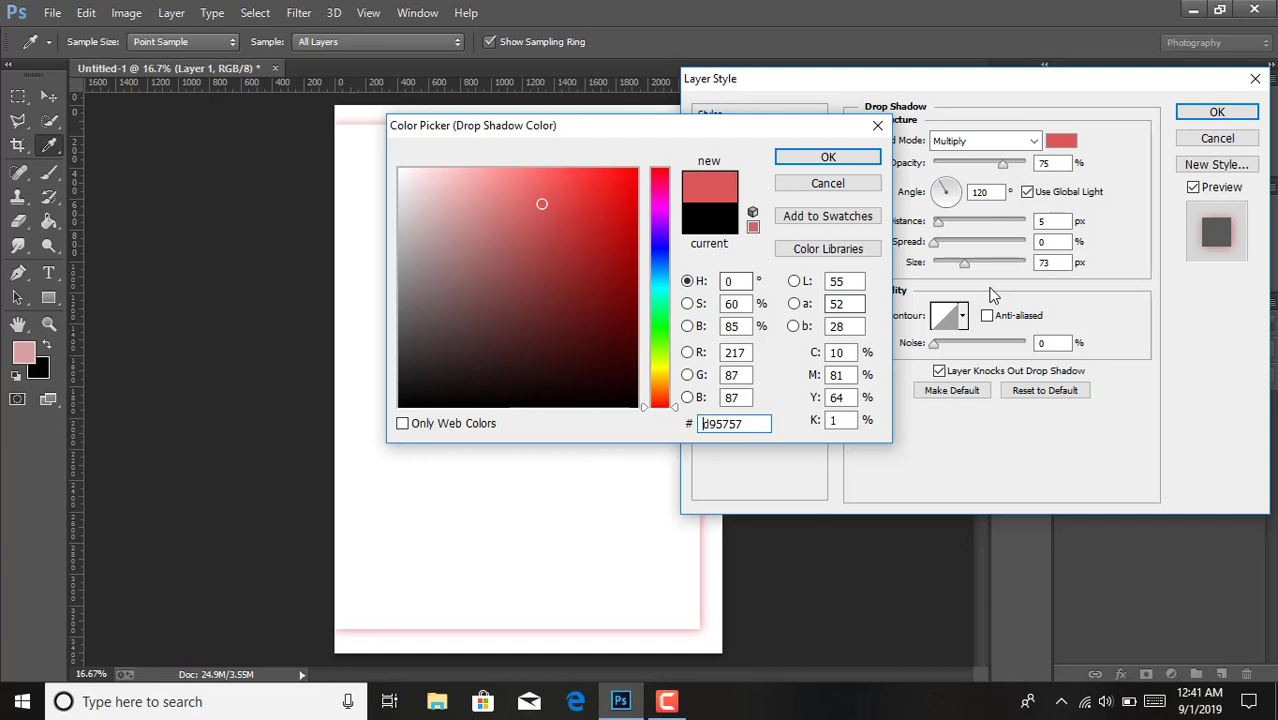 Ps File Edit Image Layer Type Select Filter 3D View Window Help
Sample Size: Point Sample Sample: All Layers Show Sampling Ring Photography
Untitled-1 @ 16.7% (Layer 1, RGB/8) *
1600 1400 1200 1000 800 600 400 200 0 200 400 600 800 1000 1200 1400 1600 1800 2000
Layer Style
Drop Shadow
Multiply
Opacity: 75 %
Angle: 120 ° Use Global Light
Distance: 5 px
Spread: 0 %
Size: 73 px
Contour: Anti-aliased
Noise: 0 %
Layer Knocks Out Drop Shadow
Make Default Reset to Default
OK
Cancel
New Style...
Preview
Color Picker (Drop Shadow Color)
new
current
OK
Cancel
Add to Swatches
Color Libraries
H: 0 ° L: 55
S: 60 % a: 52
B: 85 % b: 28
R: 217 C: 10 %
G: 87 M: 81 %
B: 87 Y: 64 %
# d95757 K: 1 %
Only Web Colors
16.67% Doc: 24.9M/3.55M
Type here to search
Ps
12:41 AM
9/1/2019